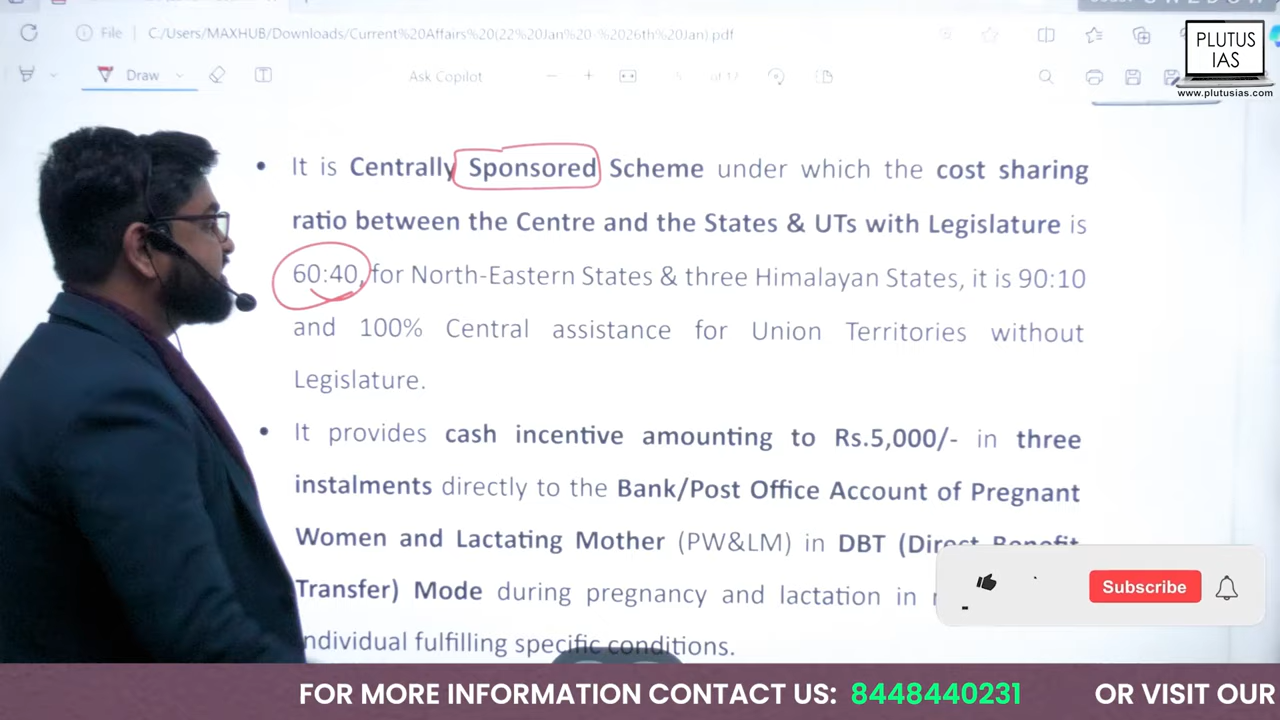 File
C:/Users/MAXHUB/Downloads/Current%20Affairs%20(22%20Jan%20-%2026th%20Jan).pdf
PLUTUS
IAS
www.plutusias.com
Draw
Ask Copilot
of 17
• It is Centrally Sponsored Scheme under which the cost sharing
ratio between the Centre and the States & UTs with Legislature is
60:40, for North-Eastern States & three Himalayan States, it is 90:10
and 100% Central assistance for Union Territories without
Legislature.
• It provides cash incentive amounting to Rs.5,000/- in three
instalments directly to the Bank/Post Office Account of Pregnant
Women and Lactating Mother (PW&LM) in DBT (Direct Benefit
Transfer) Mode during pregnancy and lactation in
individual fulfilling specific conditions.
Subscribe
FOR MORE INFORMATION CONTACT US: 8448440231 OR VISIT OUR